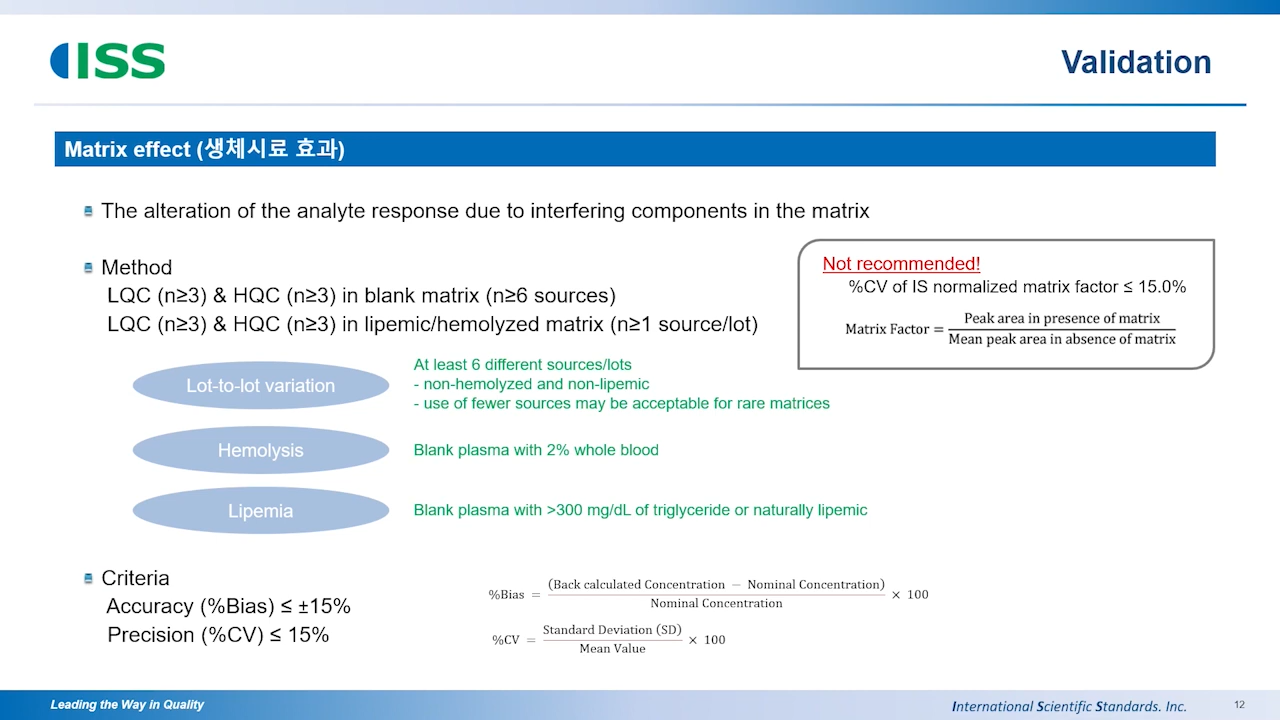 ISS
Validation
Matrix effect (생체시료 효과)
The alteration of the analyte response due to interfering components in the matrix
Method
LQC (n≥3) & HQC (n≥3) in blank matrix (n≥6 sources)
LQC (n≥3) & HQC (n≥3) in lipemic/hemolyzed matrix (n≥1 source/lot)
Not recommended!
%CV of IS normalized matrix factor ≤ 15.0%
Matrix Factor = Peak area in presence of matrix
Mean peak area in absence of matrix
Lot-to-lot variation
At least 6 different sources/lots
- non-hemolyzed and non-lipemic
- use of fewer sources may be acceptable for rare matrices
Hemolysis
Blank plasma with 2% whole blood
Lipemia
Blank plasma with >300 mg/dL of triglyceride or naturally lipemic
Criteria
Accuracy (%Bias) ≤ ±15%
Precision (%CV) ≤ 15%
%Bias = (Back calculated Concentration − Nominal Concentration) × 100
Nominal Concentration
%CV = Standard Deviation (SD) × 100
Mean Value
Leading the Way in Quality
International Scientific Standards. Inc.
12